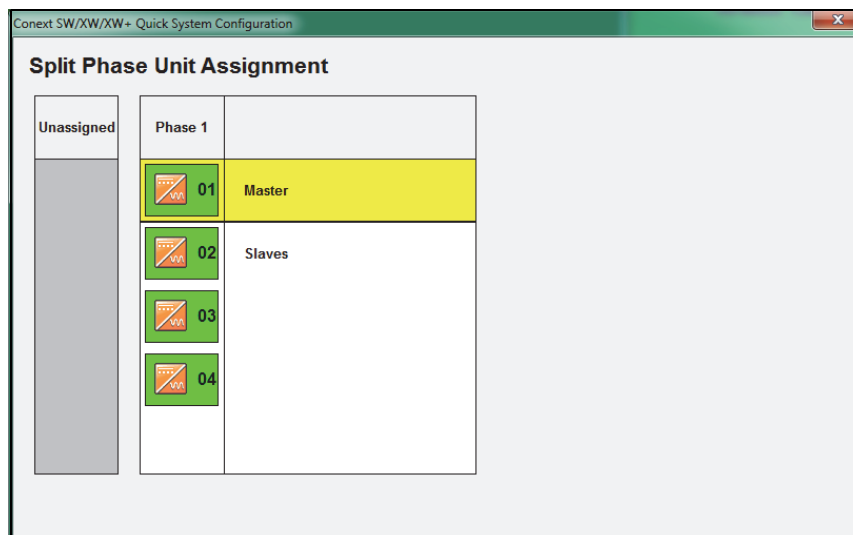 Conext SW/XW/XW+ Quick System Configuration
Split Phase Unit Assignment
Unassigned
Phase 1
01 Master
02 Slaves
03
04